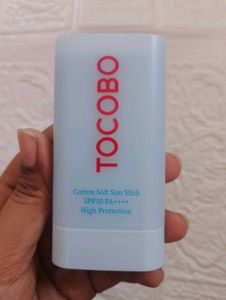 TOCOBO
Cotton Soft Sun Stick
SPF50 PA++++
High Protection